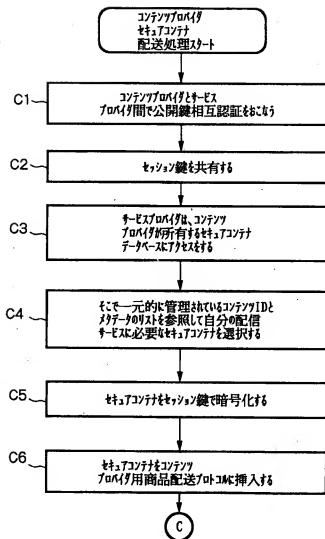 コンテンツプロバイダ
セキュアコンテナ
配送処理スタート
C1
コンテンツプロバイダとサービス
プロバイダ間で公開鍵相互認証をおこなう
C2
セッション鍵を共有する
C3
サービスプロバイダは、コンテンツ
プロバイダが所有するセキュアコンテナ
データベースにアクセスをする
C4
そこで一元的に管理されているコンテンツIDと
メタデータのリストを参照して自分の配信
サービスに必要なセキュアコンテナを選択する
C5
セキュアコンテナをセッション鍵で暗号化する
C6
セキュアコンテナをコンテンツ
プロバイダ用商品配送プロトコルに挿入する
C